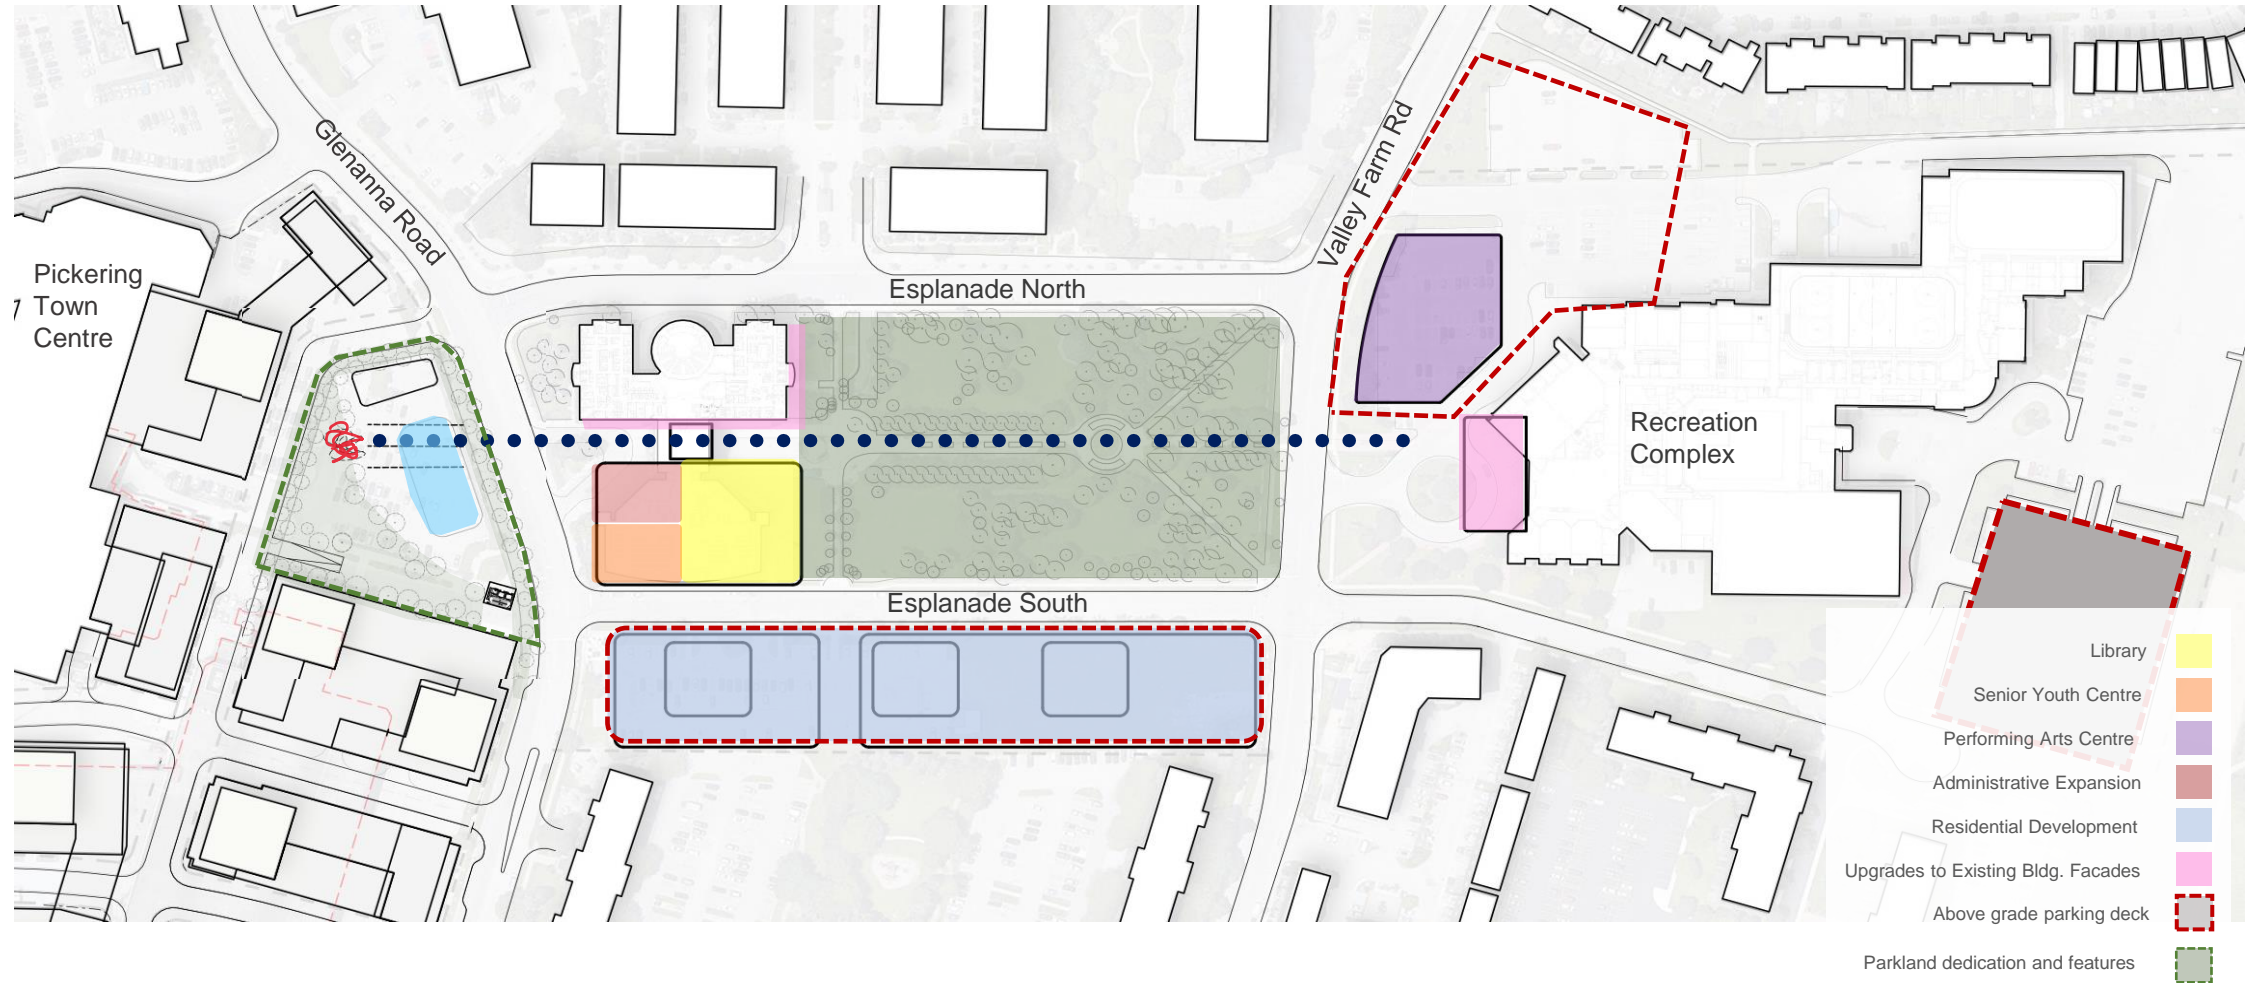 Glenanna Road
Valley Farm Rd
Pickering
Town
Centre
Esplanade North
Recreation
Complex
Esplanade South
Library
Senior Youth Centre
Performing Arts Centre
Administrative Expansion
Residential Development
Upgrades to Existing Bldg. Facades
Above grade parking deck
Parkland dedication and features